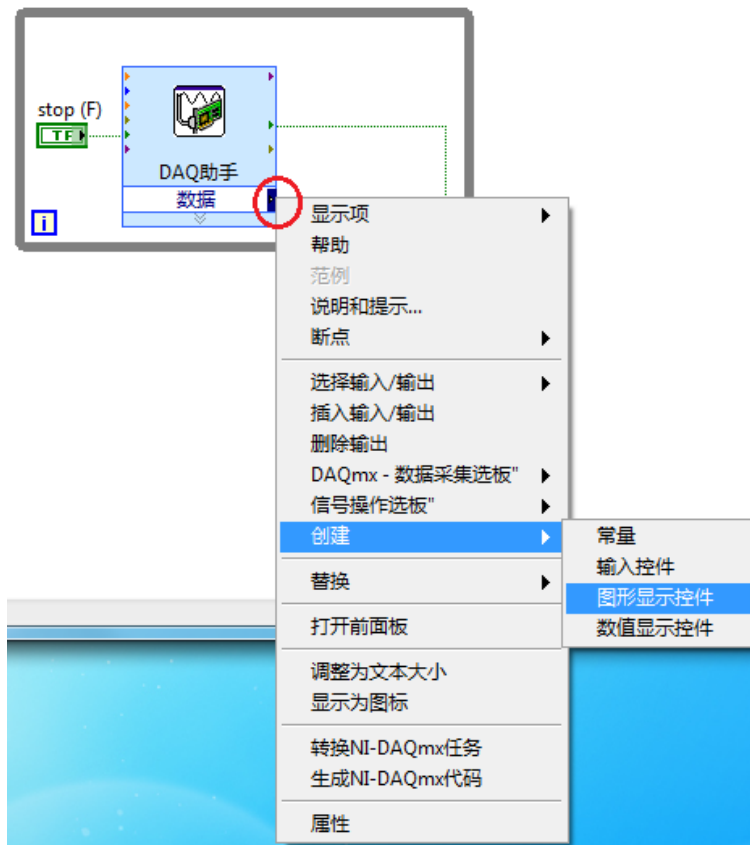 stop (F)
TF
DAQ助手
数据
i
显示项
帮助
范例
说明和提示...
断点
选择输入/输出
插入输入/输出
删除输出
DAQmx - 数据采集选板"
信号操作选板"
创建
常量
输入控件
图形显示控件
数值显示控件
替换
打开前面板
调整为文本大小
显示为图标
转换NI-DAQmx任务
生成NI-DAQmx代码
属性